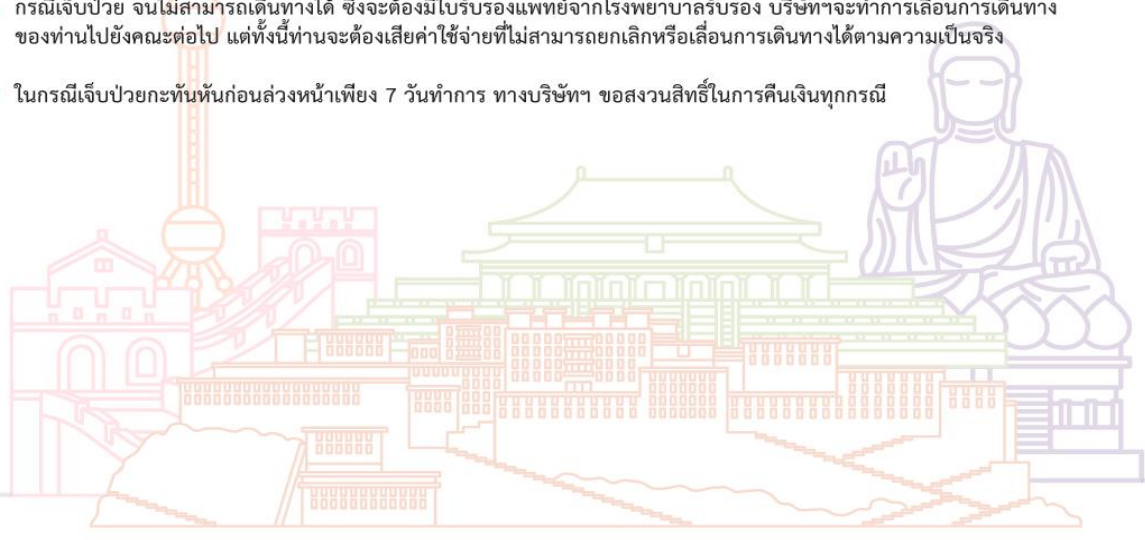 กรณีเจ็บป่วย จนไม่สามารถเดินทางได้ ซึ่งจะต้องมีใบรับรองแพทย์จากโรงพยาบาลรับรอง บริษัทฯจะทำการเลื่อนการเดินทาง
ของท่านไปยังคณะต่อไป แต่ทั้งนี้ท่านจะต้องเสียค่าใช้จ่ายที่ไม่สามารถยกเลิกหรือเลื่อนการเดินทางได้ตามความเป็นจริง
ในกรณีเจ็บป่วยกะทันหันก่อนล่วงหน้าเพียง 7 วันทำการ ทางบริษัทฯ ขอสงวนสิทธิ์ในการคืนเงินทุกกรณี